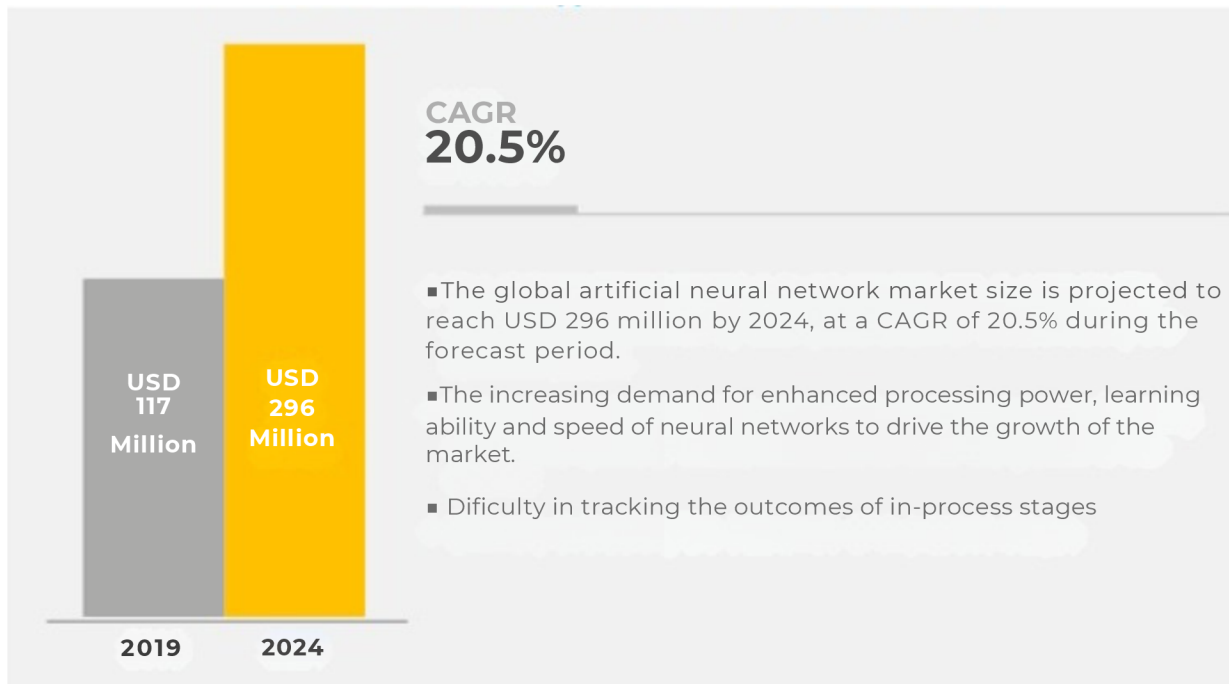 CAGR
20.5%
▪The global artificial neural network market size is projected to
reach USD 296 million by 2024, at a CAGR of 20.5% during the
forecast period.
▪The increasing demand for enhanced processing power, learning
ability and speed of neural networks to drive the growth of the
market.
▪ Dificulty in tracking the outcomes of in-process stages
USD
117
Million
USD
296
Million
2019
2024